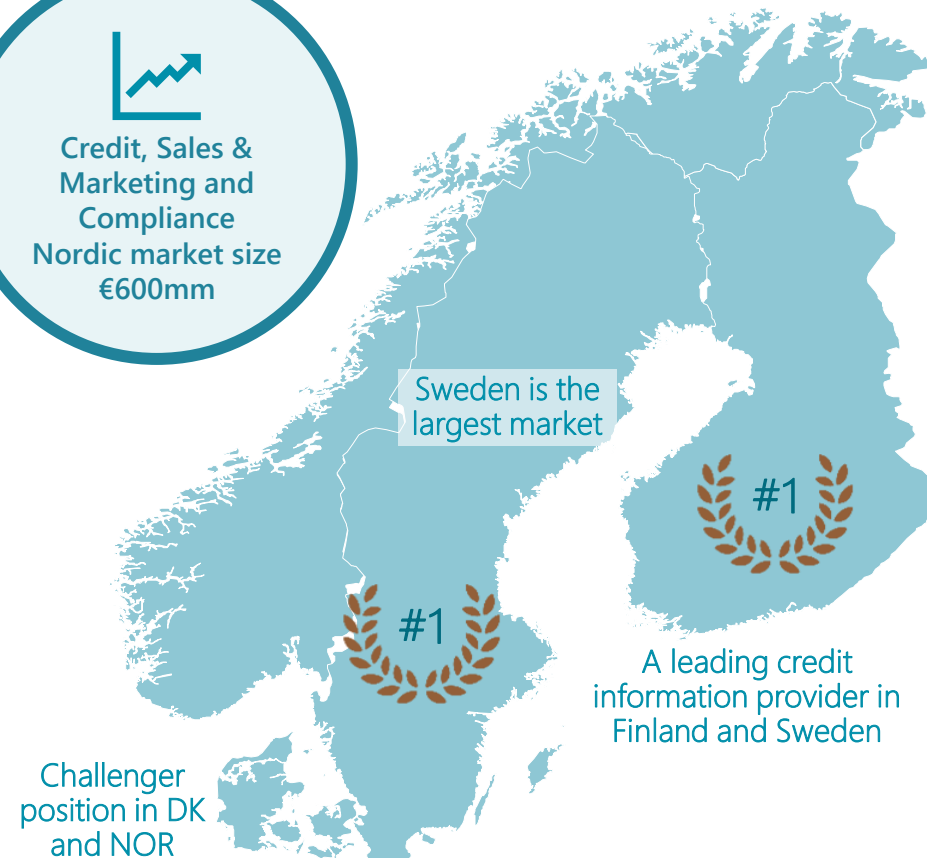 Credit, Sales &
Marketing and
Compliance
Nordic market size
€600mm
Sweden is the
largest market
#1
#1
A leading credit
information provider in
Finland and Sweden
Challenger
position in DK
and NOR